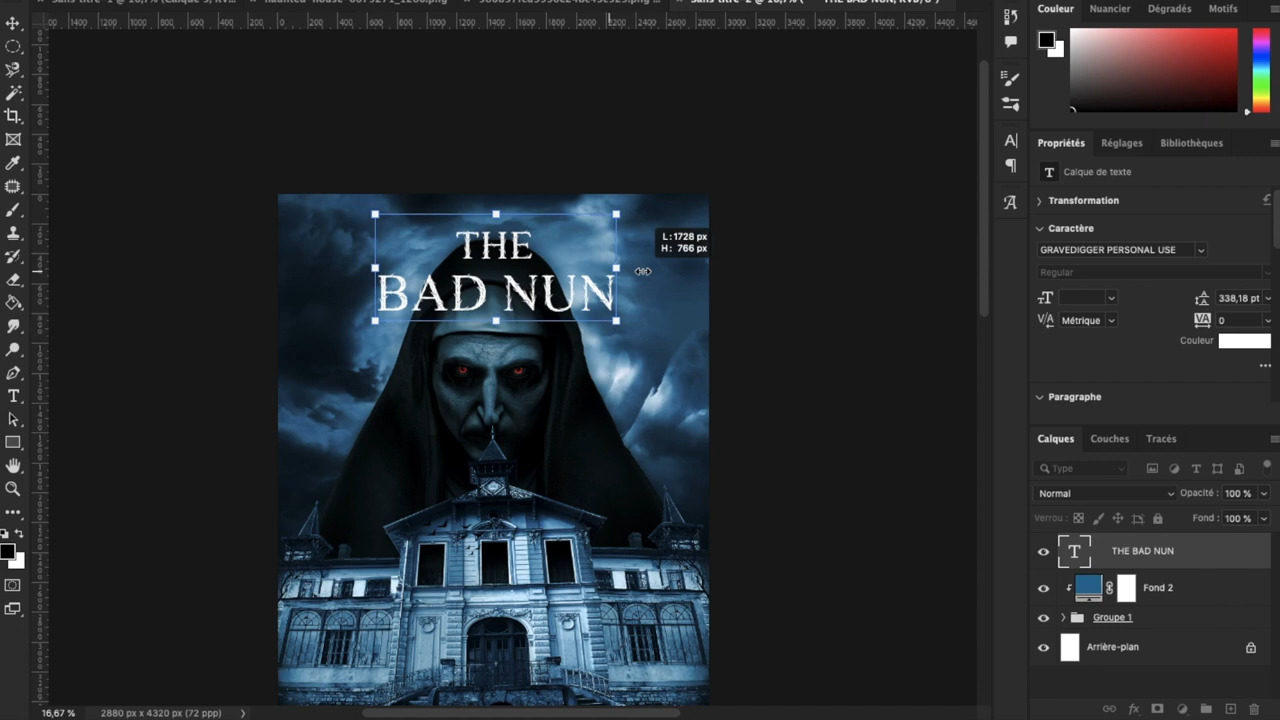 Couleur Nuancier Dégradés Motifs
Propriétés Réglages Bibliothèques
T Calque de texte
Transformation
Caractère
GRAVEDIGGER PERSONAL USE
Regular
338,18 pt
Métrique
0
Couleur
Paragraphe
L: 1728 px
H: 766 px
THE
BAD NUN
Calques Couches Tracés
Type
Normal Opacité : 100 %
Verrou : Fond : 100 %
T THE BAD NUN
Fond 2
Groupe 1
Arrière-plan
16,67 % 2880 px x 4320 px (72 ppp)